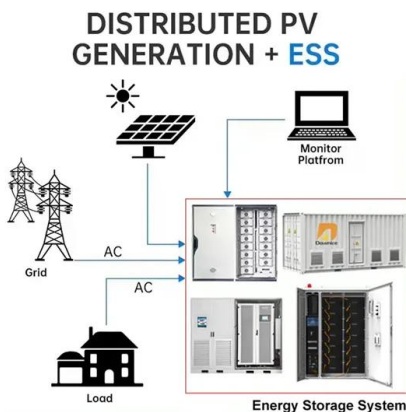 DISTRIBUTED PV
GENERATION + ESS
Monitor
Platfrom
Grid
AC
AC
Load
Energy Storage System